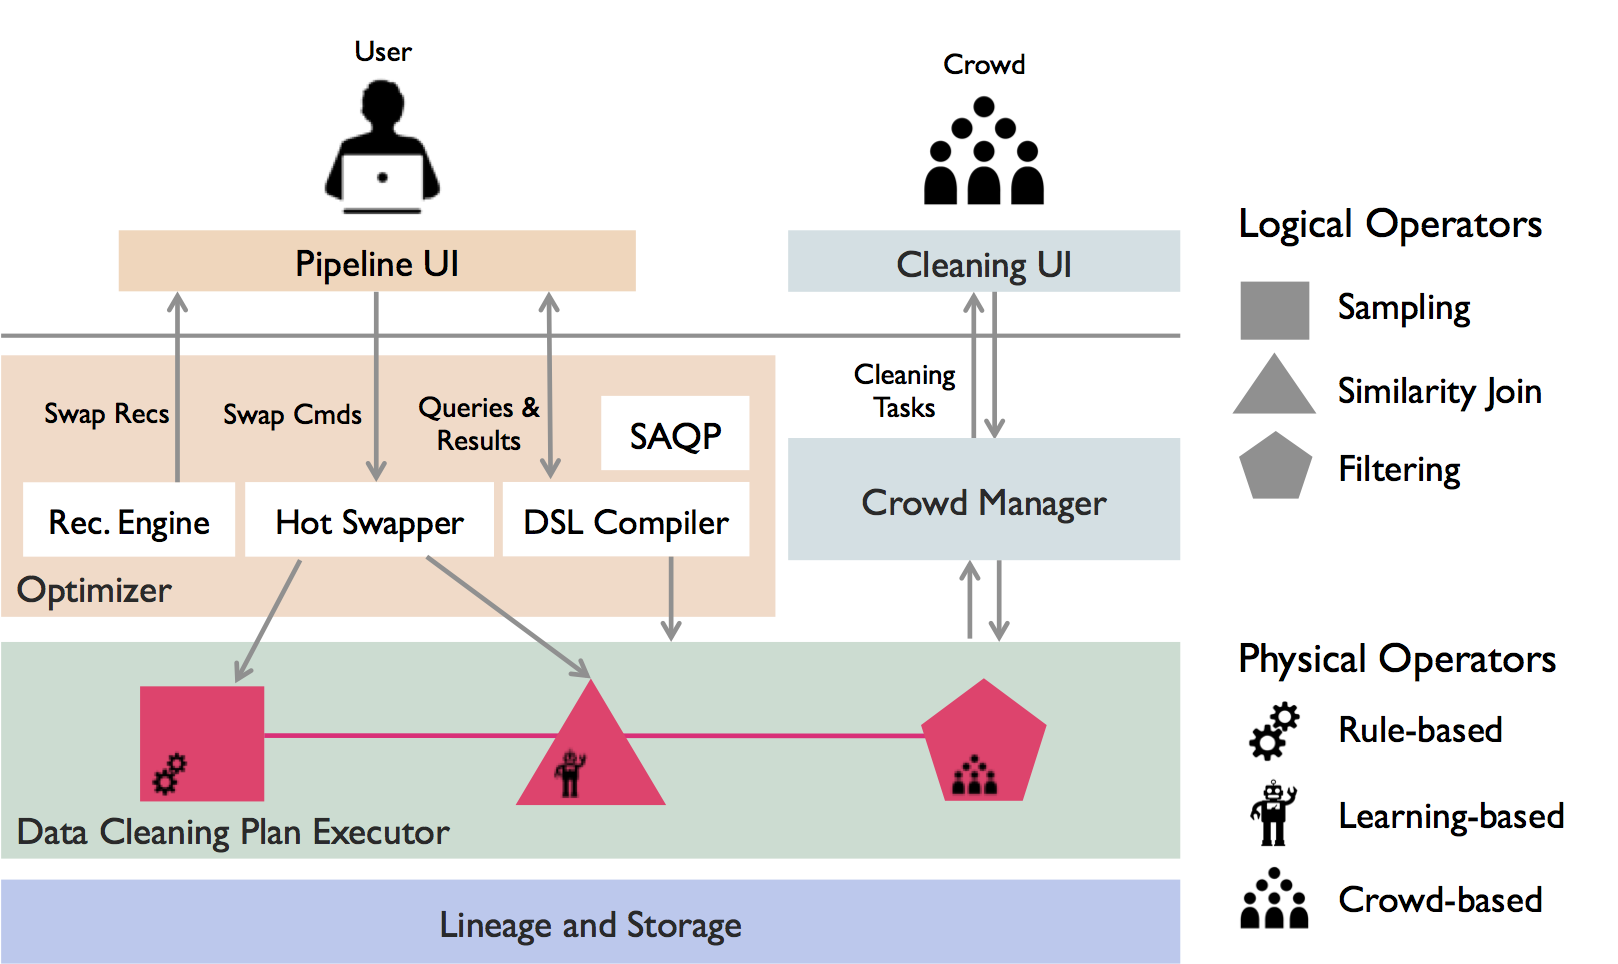 User
Crowd
Pipeline UI
Cleaning UI
Swap Recs
Swap Cmds
Queries &
Results
SAQP
Cleaning
Tasks
Rec. Engine
Hot Swapper
DSL Compiler
Crowd Manager
Optimizer
Data Cleaning Plan Executor
Lineage and Storage
Logical Operators
Sampling
Similarity Join
Filtering
Physical Operators
Rule-based
Learning-based
Crowd-based